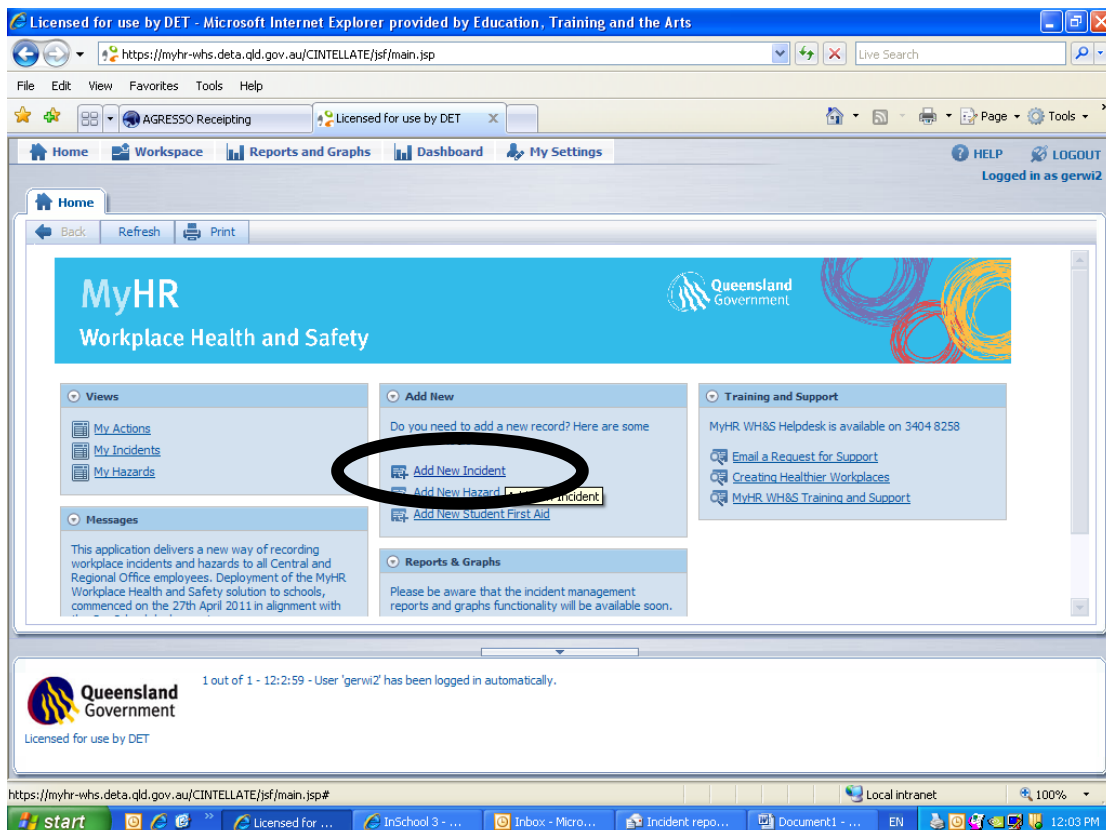 Licensed for use by DET - Microsoft Internet Explorer provided by Education, Training and the Arts
https://myhr-whs.deta.qld.gov.au/CINTELLATE/jsf/main.jsp
Live Search
File Edit View Favorites Tools Help
AGRESSO Receipting
Licensed for use by DET X
Page Tools
Home Workspace Reports and Graphs Dashboard My Settings
HELP LOGOUT
Logged in as gerwi2
Home
Back Refresh Print
MyHR
Workplace Health and Safety
Queensland
Government
Views
My Actions
My Incidents
My Hazards
Messages
This application delivers a new way of recording
workplace incidents and hazards to all Central and
Regional Office employees. Deployment of the MyHR
Workplace Health and Safety solution to schools,
commenced on the 27th April 2011 in alignment with
Add New
Do you need to add a new record? Here are some
Add New Incident
Add New Hazard
Incident
Add New Student First Aid
Reports & Graphs
Please be aware that the incident management
reports and graphs functionality will be available soon.
Training and Support
MyHR WH&S Helpdesk is available on 3404 8258
Email a Request for Support
Creating Healthier Workplaces
MyHR WH&S Training and Support
Queensland
Government
Licensed for use by DET
1 out of 1 - 12:2:59 - User 'gerwi2' has been logged in automatically.
https://myhr-whs.deta.qld.gov.au/CINTELLATE/jsf/main.jsp#
Local intranet
100%
start
Licensed for ...
InSchool 3 - ...
Inbox - Micro...
Incident repo...
Document1 - ...
EN
12:03 PM